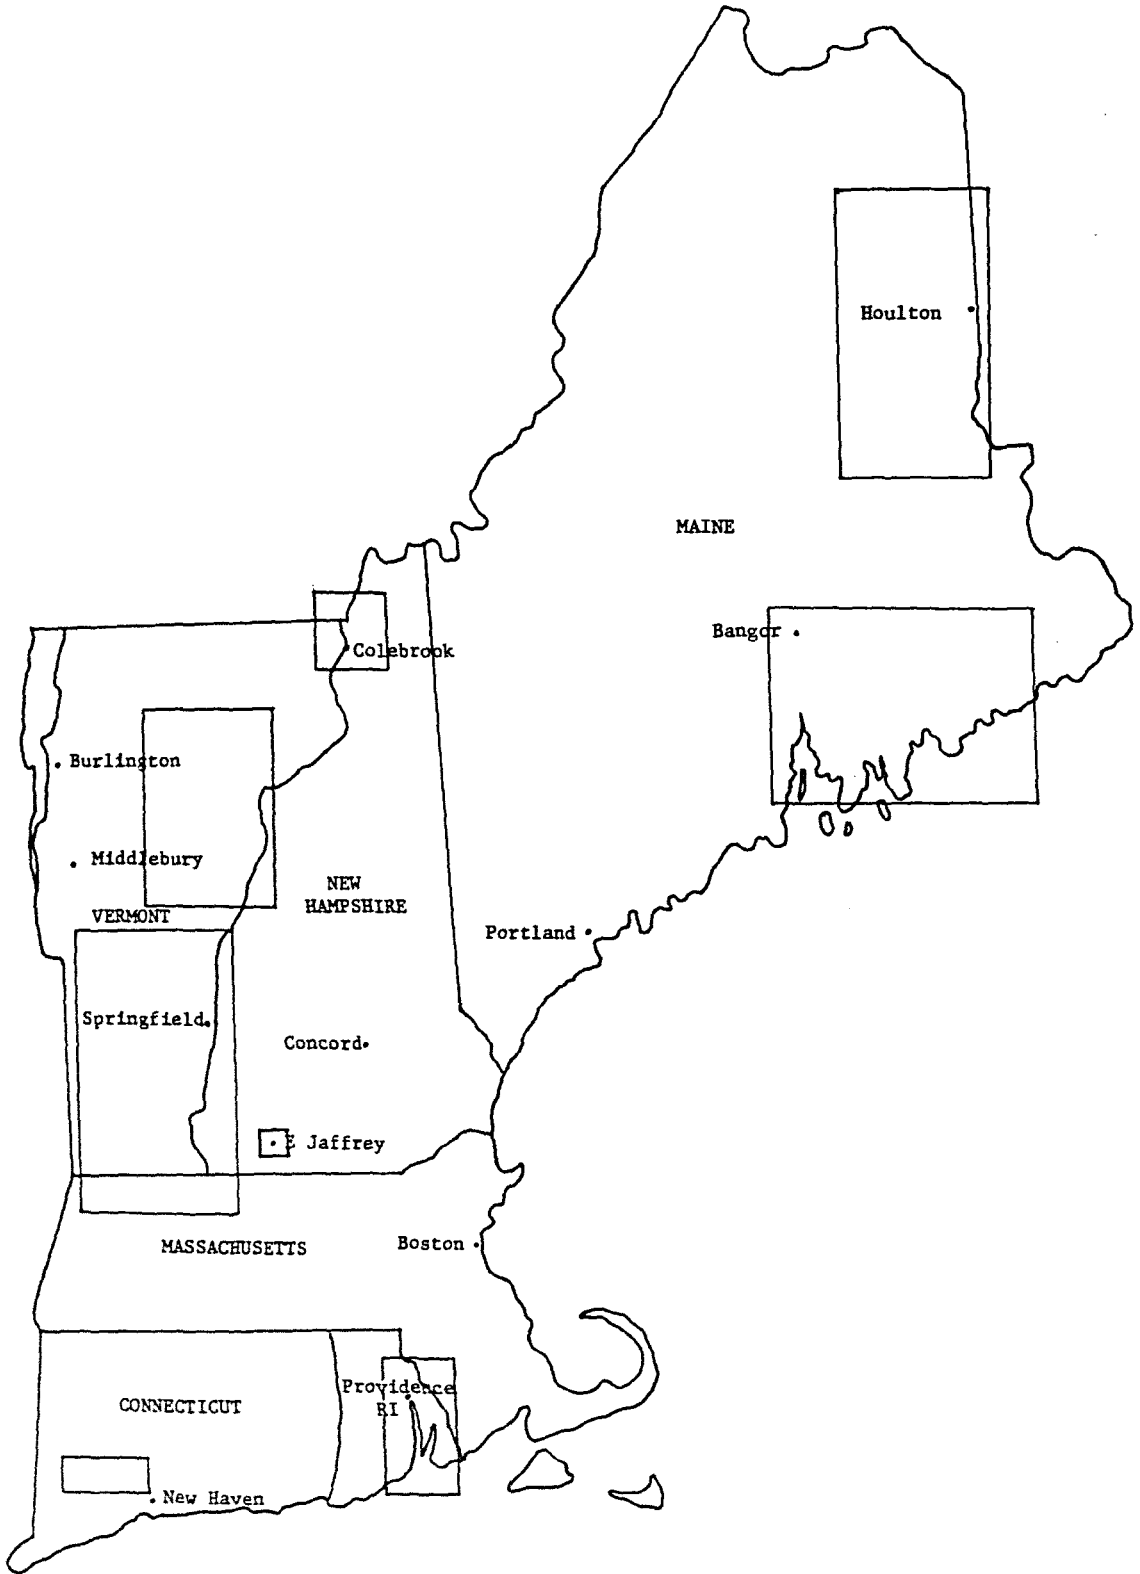 Houlton
MAINE
Bangor
Colebrook
Burlington
Middlebury
NEW
HAMPSHIRE
VERMONT
Portland
Springfield
Concord
E Jaffrey
Boston
MASSACHUSETTS
Providence
RI
CONNECTICUT
New Haven